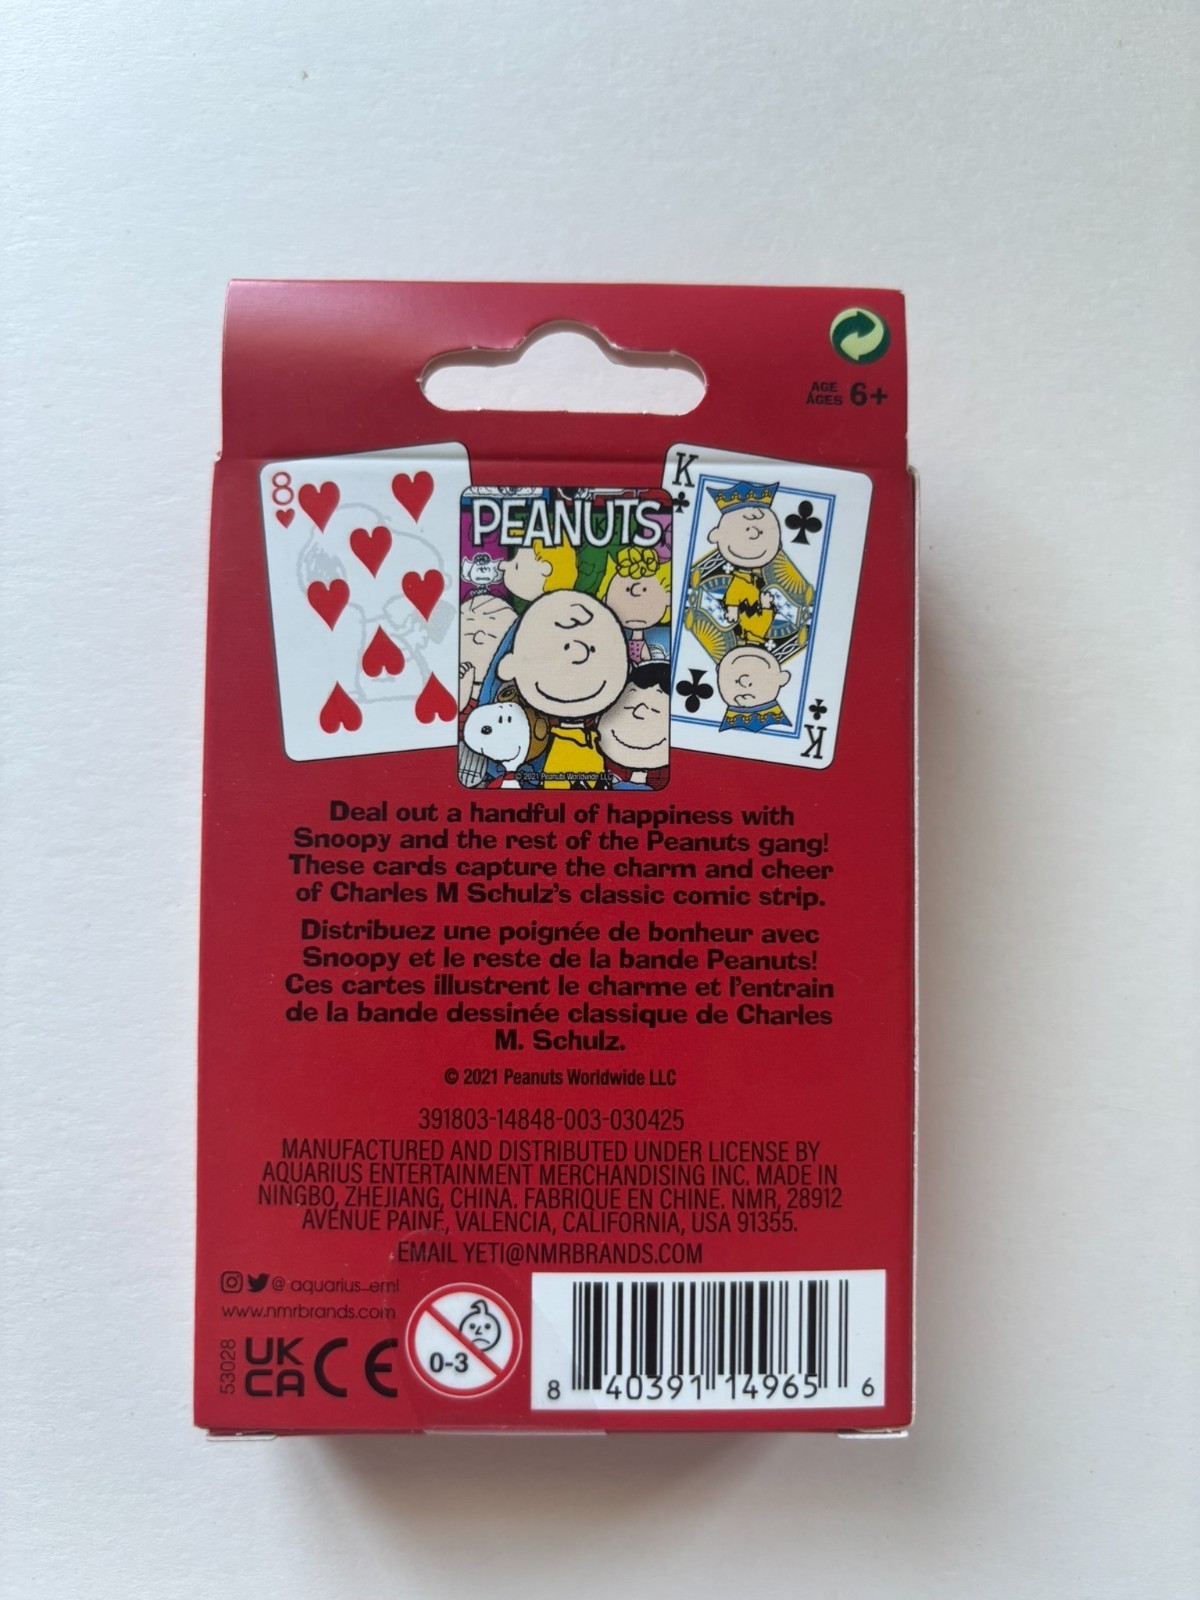 AGE
ÂGES 6+
8
PEANUTS
K
K
© 2021 Peanuts Worldwide LLC
Deal out a handful of happiness with
Snoopy and the rest of the Peanuts gang!
These cards capture the charm and cheer
of Charles M Schulz's classic comic strip.
Distribuez une poignée de bonheur avec
Snoopy et le reste de la bande Peanuts!
Ces cartes illustrent le charme et l'entrain
de la bande dessinée classique de Charles
M. Schulz.
© 2021 Peanuts Worldwide LLC
391803-14848-003-030425
MANUFACTURED AND DISTRIBUTED UNDER LICENSE BY
AQUARIUS ENTERTAINMENT MERCHANDISING INC. MADE IN
NINGBO, ZHEJIANG, CHINA. FABRIQUE EN CHINE. NMR, 28912
AVENUE PAINE, VALENCIA, CALIFORNIA, USA 91355.
EMAIL YETI@NMRBRANDS.COM
@ aquarius_emi
www.nmrbrands.com
53028
UK
CA CE
0-3
8 40391 14965 6